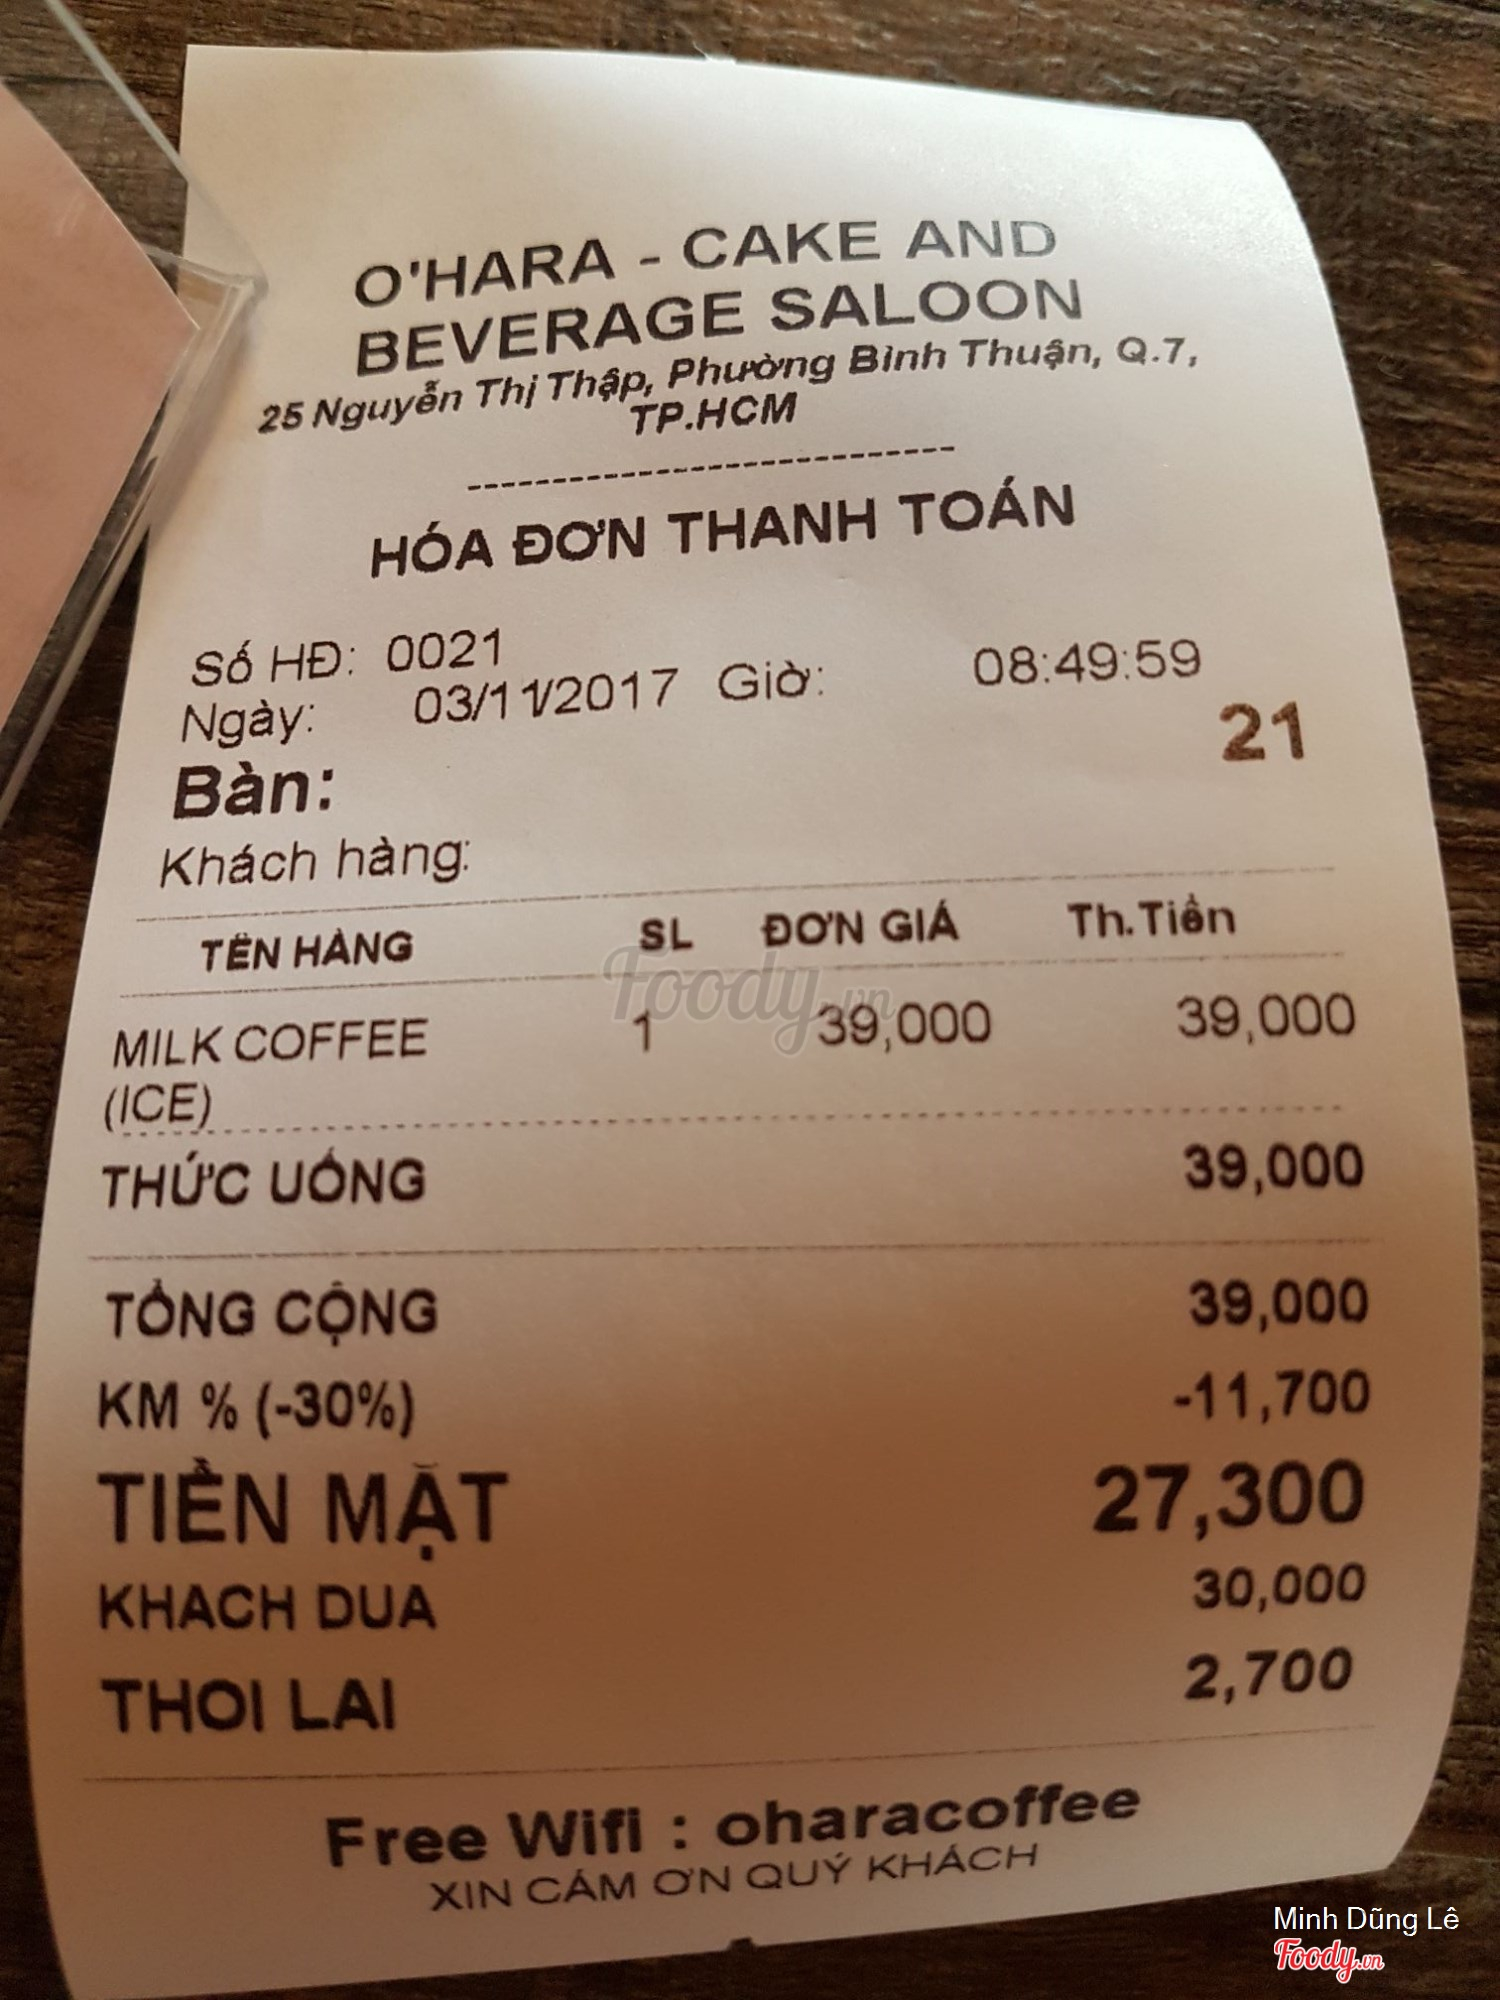 O'HARA - CAKE AND
BEVERAGE SALOON
25 Nguyễn Thị Thập, Phường Bình Thuận, Q.7,
TP.HCM
---------------------------
HÓA ĐƠN THANH TOÁN
Số HĐ: 0021
Ngày: 03/11/2017 Giờ: 08:49:59
Bàn: 21
Khách hàng:
TÊN HÀNG SL ĐƠN GIÁ Th.Tiền
Foody.vn
MILK COFFEE 1 39,000 39,000
(ICE)
THỨC UỐNG 39,000
TỔNG CỘNG 39,000
KM % (-30%) -11,700
TIỀN MẶT 27,300
KHACH DUA 30,000
THOI LAI 2,700
Free Wifi : oharacoffee
XIN CÁM ƠN QUÝ KHÁCH
Minh Dũng Lê
Foody.vn